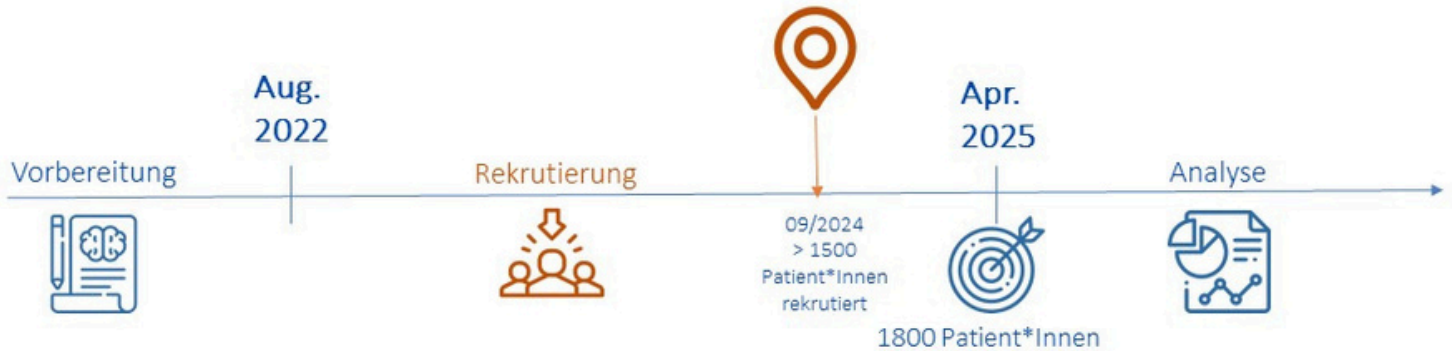 Aug.
2022
Apr.
2025
Vorbereitung
Rekrutierung
Analyse
09/2024
> 1500
Patient*Innen
rekrutiert
1800 Patient*Innen